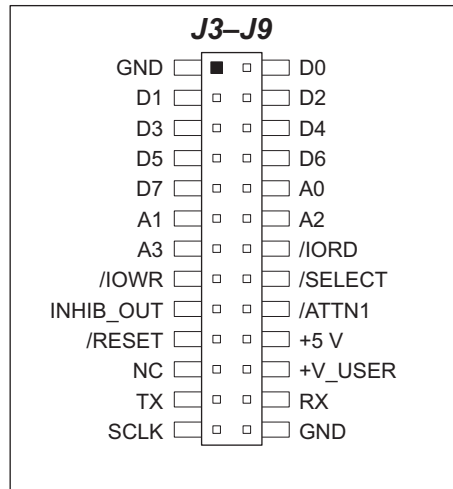 J3–J9
GND D0
D1 D2
D3 D4
D5 D6
D7 A0
A1 A2
A3 /IORD
/IOWR /SELECT
INHIB_OUT /ATTN1
/RESET +5 V
NC +V_USER
TX RX
SCLK GND